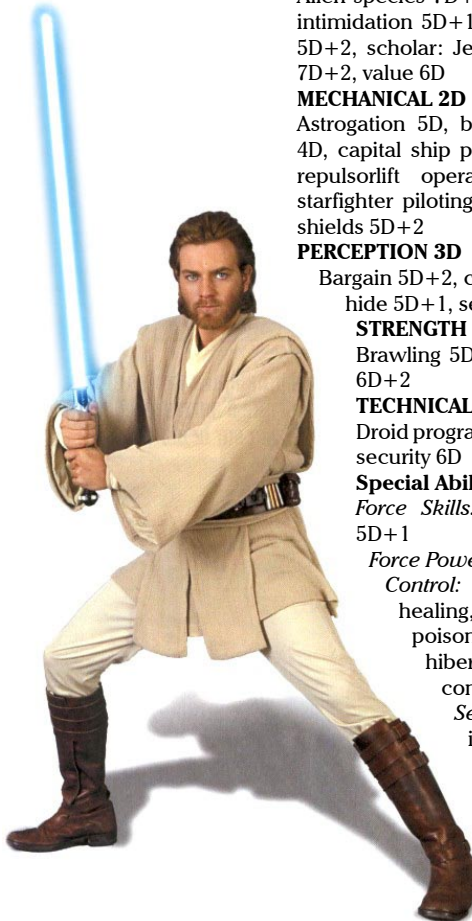 intimidation 5D+1
5D+2, scholar: Je
7D+2, value 6D
MECHANICAL 2D
Astrogation 5D, b
4D, capital ship p
repulsorlift opera
starfighter piloting
shields 5D+2
PERCEPTION 3D
Bargain 5D+2, c
hide 5D+1, se
STRENGTH
Brawling 5D
6D+2
TECHNICAL
Droid progra
security 6D
Special Abil
Force Skills
5D+1
Force Powe
Control:
healing,
poison
hiber
con
Se
i